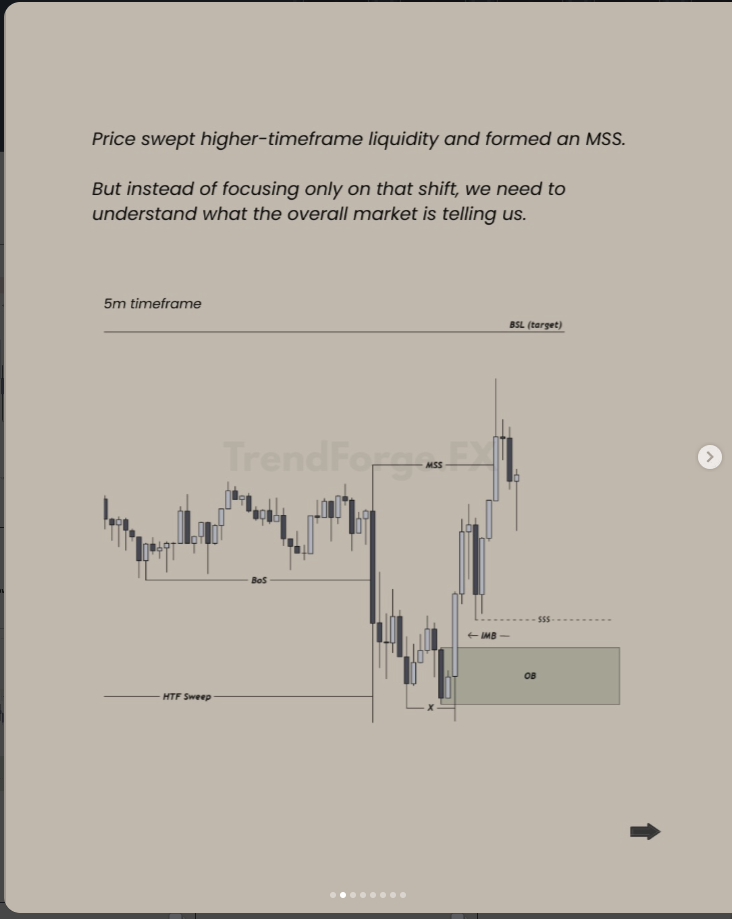 Price swept higher-timeframe liquidity and formed an MSS.
But instead of focusing only on that shift, we need to
understand what the overall market is telling us.
5m timeframe
BSL (target)
TrendForge FX
MSS
BoS
SSS
IMB
OB
HTF Sweep
X